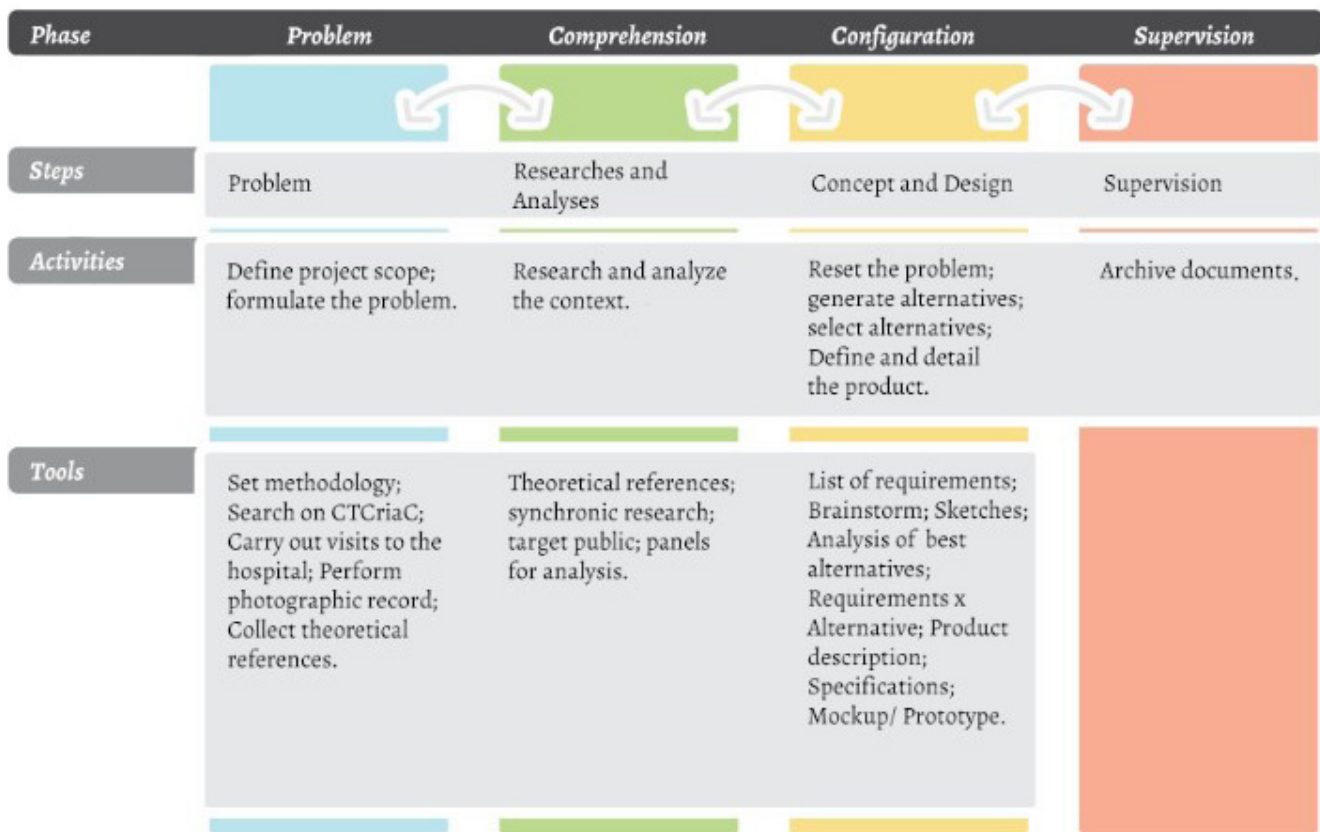 Phase Problem Comprehension Configuration Supervision
Steps
Problem
Researches and
Analyses
Concept and Design
Supervision
Activities
Define project scope;
formulate the problem.
Research and analyze
the context.
Reset the problem;
generate alternatives;
select alternatives;
Define and detail
the product.
Archive documents.
Tools
Set methodology;
Search on CTCriaC;
Carry out visits to the
hospital; Perform
photographic record;
Collect theoretical
references.
Theoretical references;
synchronic research;
target public; panels
for analysis.
List of requirements;
Brainstorm; Sketches;
Analysis of best
alternatives;
Requirements x
Alternative; Product
description;
Specifications;
Mockup/ Prototype.